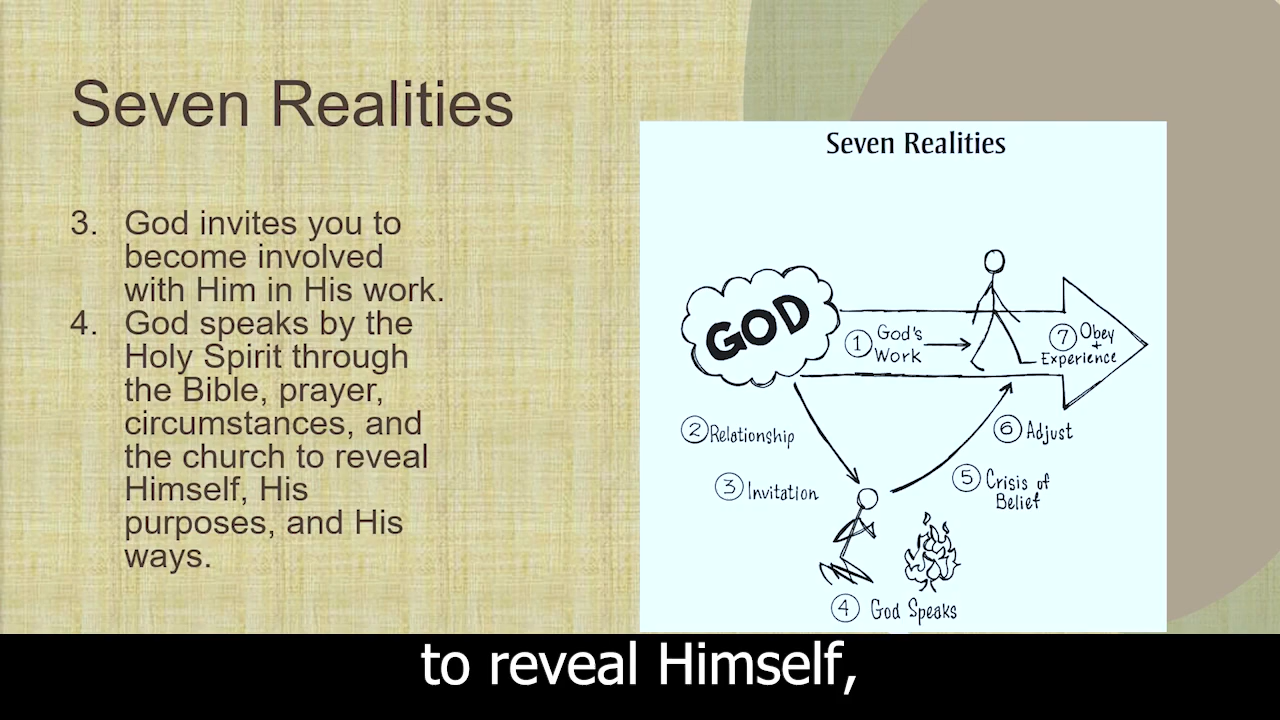 Seven Realities
3. God invites you to
become involved
with Him in His work.
4. God speaks by the
Holy Spirit through
the Bible, prayer,
circumstances, and
the church to reveal
Himself, His
purposes, and His
ways.
Seven Realities
GOD
1 God's
Work
7 Obey
+
Experience
2 Relationship
6 Adjust
3 Invitation
5 Crisis of
Belief
4 God Speaks
to reveal Himself,